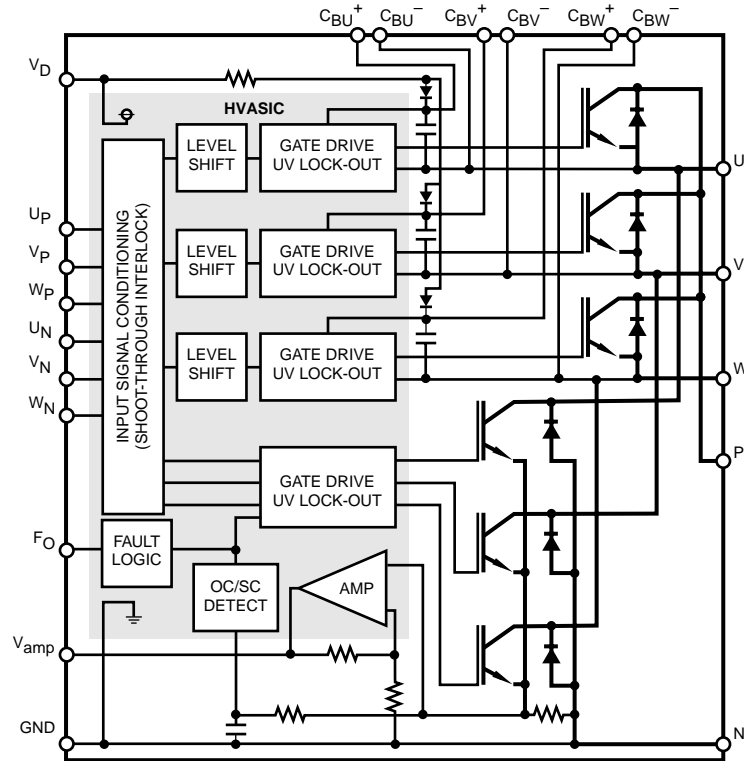 CBU+ CBU− CBV+ CBV− CBW+ CBW−
VD
HVASIC
LEVEL
SHIFT
GATE DRIVE
UV LOCK-OUT
U
UP
VP
WP
UN
VN
WN
INPUT SIGNAL CONDITIONING
(SHOOT-THROUGH INTERLOCK)
LEVEL
SHIFT
GATE DRIVE
UV LOCK-OUT
V
LEVEL
SHIFT
GATE DRIVE
UV LOCK-OUT
W
P
GATE DRIVE
UV LOCK-OUT
FO
FAULT
LOGIC
OC/SC
DETECT
AMP
Vamp
GND
N